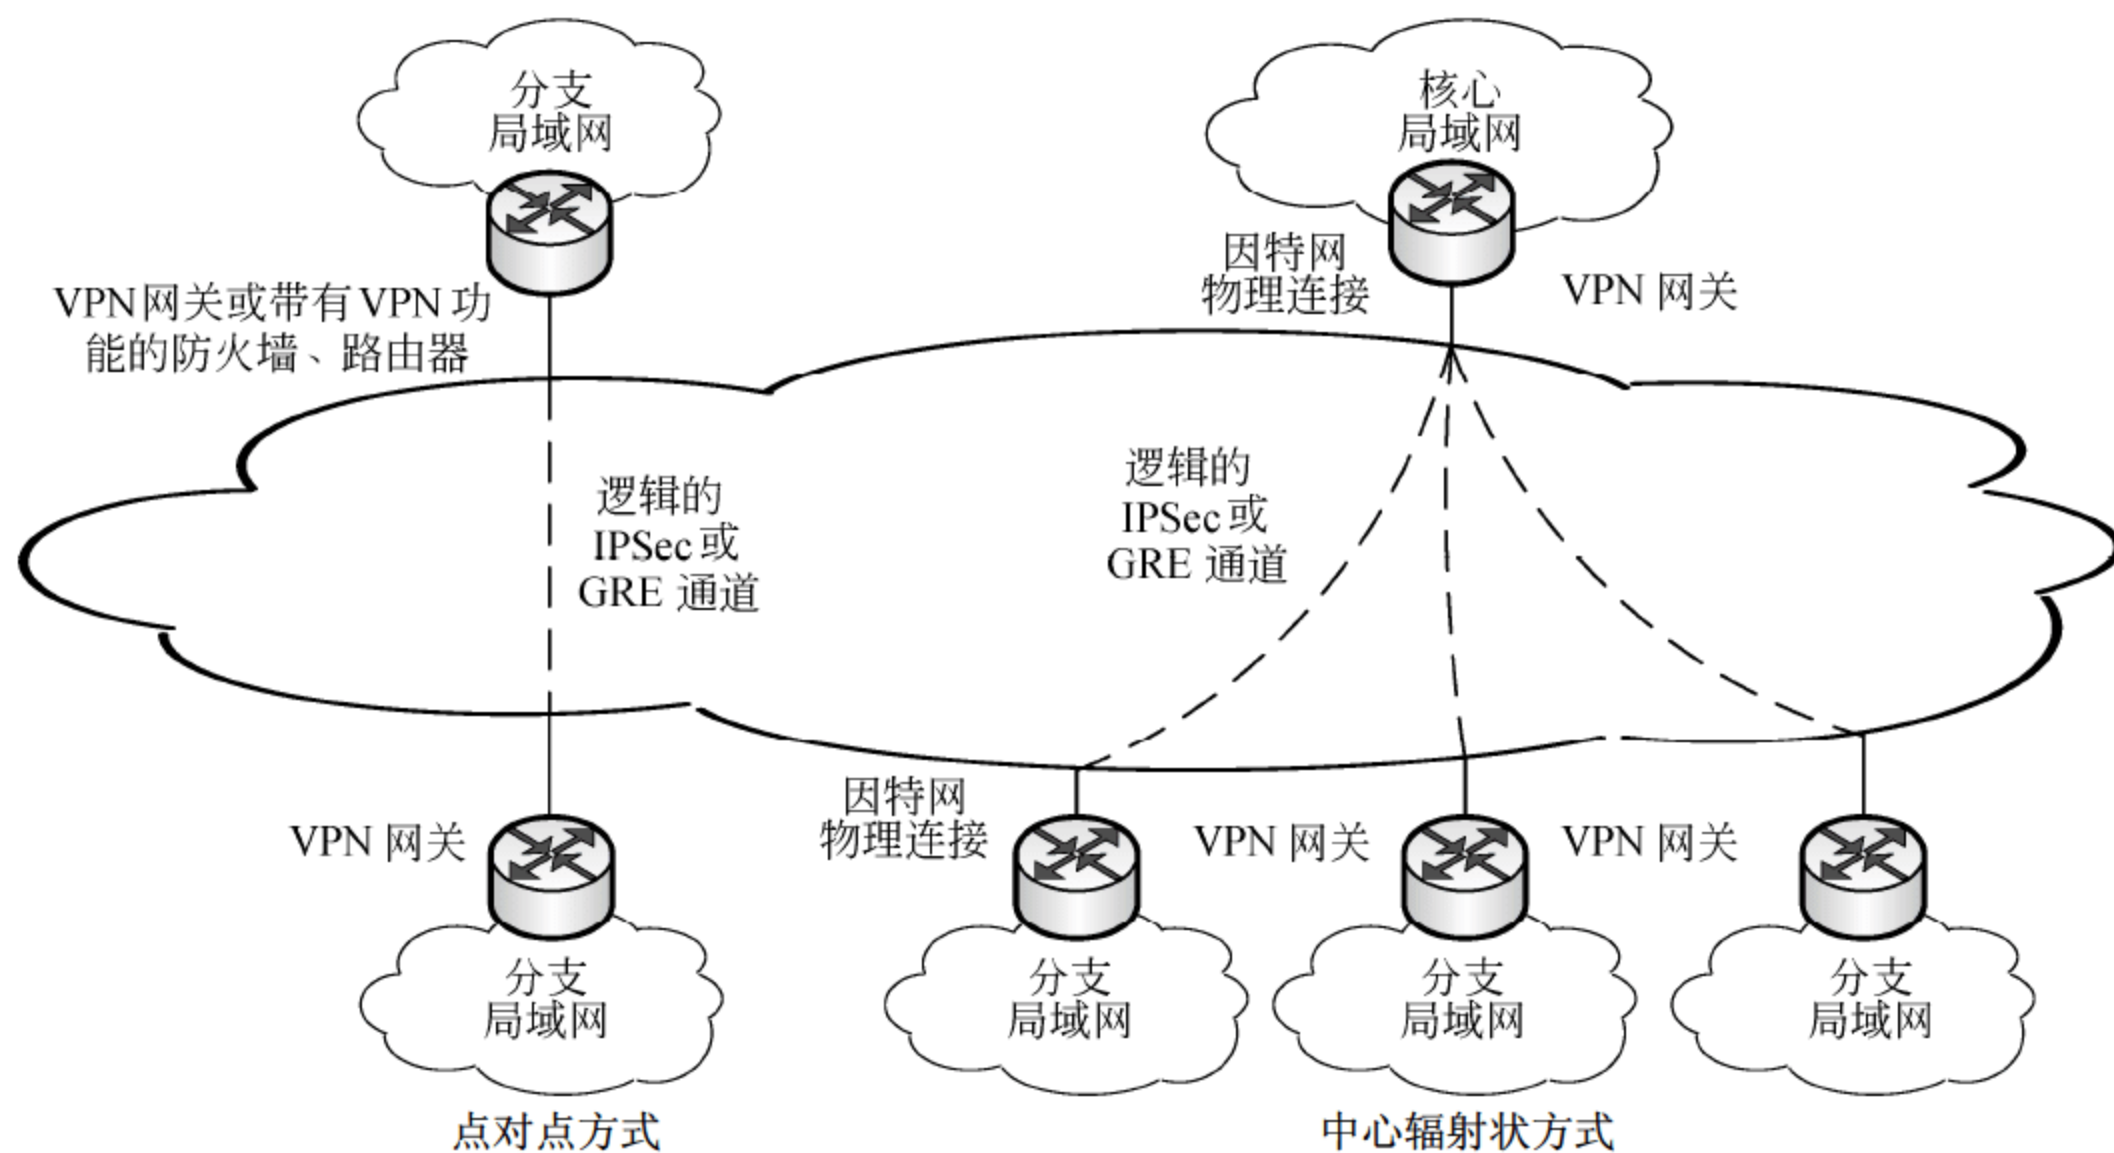 分支
局域网
核心
局域网
VPN网关或带有VPN功
能的防火墙、路由器
因特网
物理连接
VPN 网关
逻辑的
IPSec或
GRE 通道
逻辑的
IPSec或
GRE 通道
VPN 网关
因特网
物理连接
VPN 网关
VPN 网关
分支
局域网
分支
局域网
分支
局域网
分支
局域网
点对点方式
中心辐射状方式